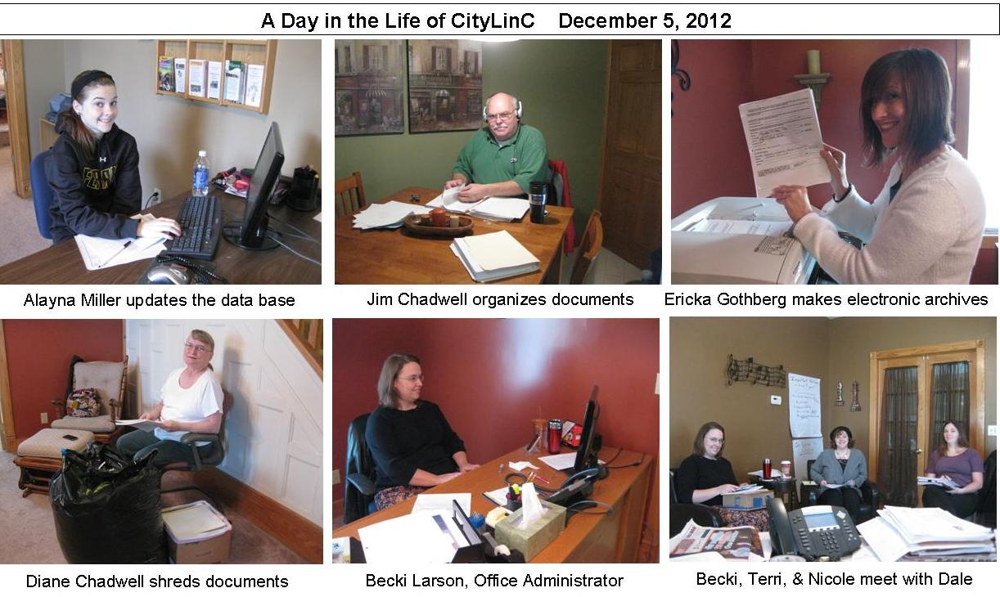 A Day in the Life of CityLinC    December 5, 2012
Alayna Miller updates the data base
Jim Chadwell organizes documents
Ericka Gothberg makes electronic archives
Diane Chadwell shreds documents
Becki Larson, Office Administrator
Becki, Terri, & Nicole meet with Dale